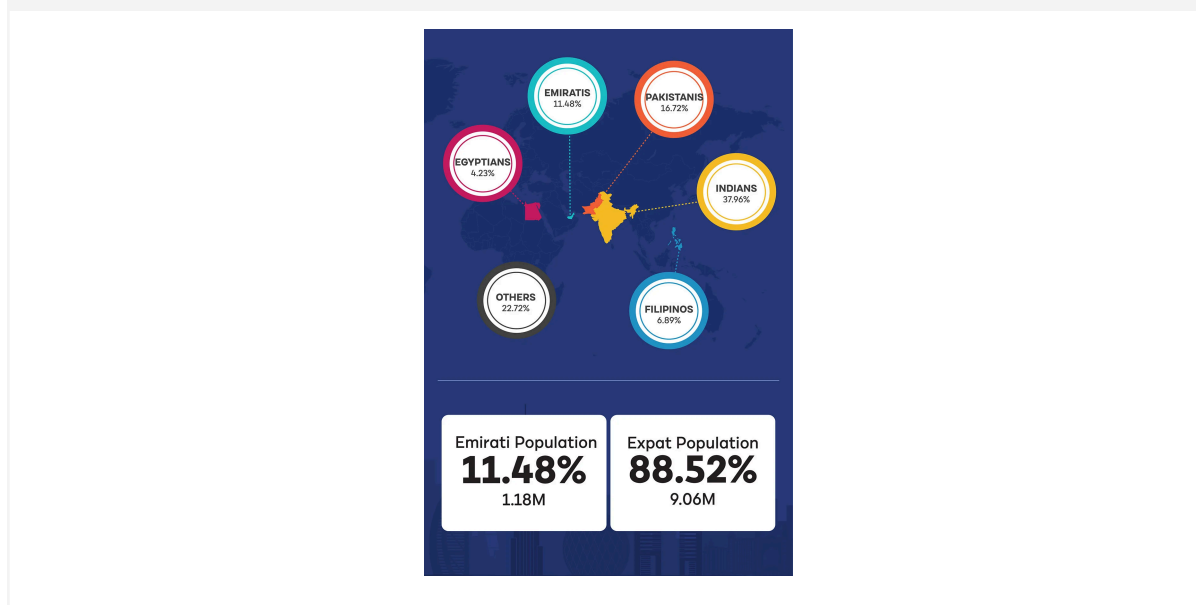 EMIRATIS
11.48%
PAKISTANIS
16.72%
EGYPTIANS
4.23%
INDIANS
37.96%
OTHERS
22.72%
FILIPINOS
6.89%
Emirati Population
11.48%
1.18M
Expat Population
88.52%
9.06M